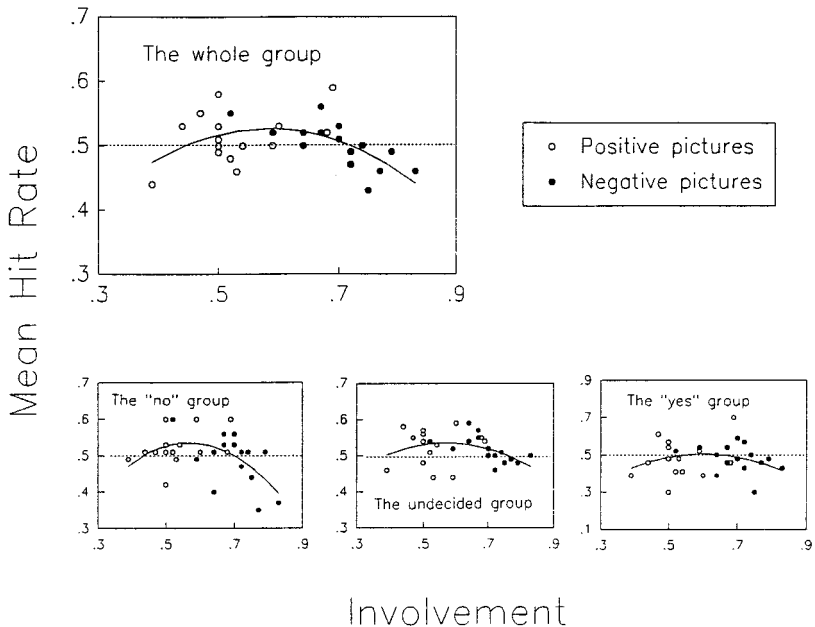 Mean Hit Rate
.7
.6
.5
.4
.3
.3 .5 .7 .9
The whole group
Positive pictures
Negative pictures
.7
.6
.5
.4
.3
.3 .5 .7 .9
The "no" group
.7
.6
.5
.4
.3
.3 .5 .7 .9
The undecided group
.9
.7
.5
.3
.1
.3 .5 .7 .9
The "yes" group
Involvement